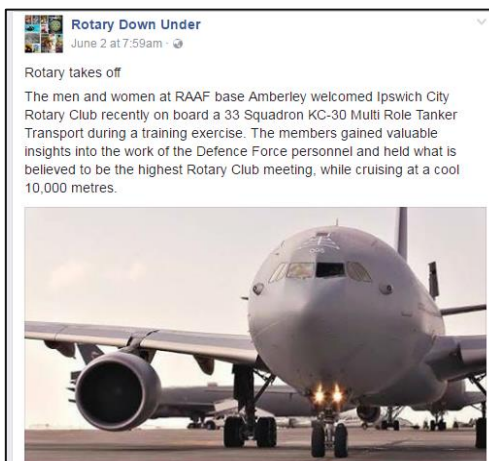 Rotary Down Under
June 2 at 7:59am ·
Rotary takes off
The men and women at RAAF base Amberley welcomed Ipswich City
Rotary Club recently on board a 33 Squadron KC-30 Multi Role Tanker
Transport during a training exercise. The members gained valuable
insights into the work of the Defence Force personnel and held what is
believed to be the highest Rotary Club meeting, while cruising at a cool
10,000 metres.